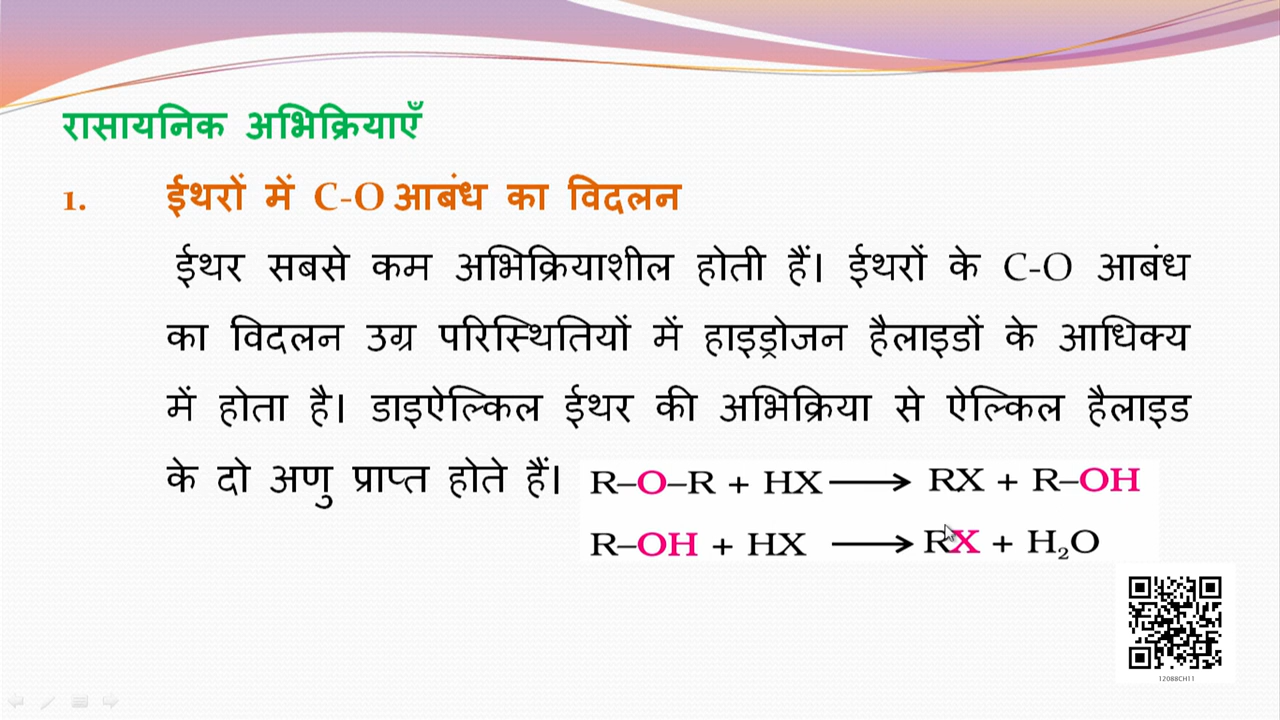 रासायनिक अभिक्रियाएँ
1. ईथरों में C-O आबंध का विदलन
ईथर सबसे कम अभिक्रियाशील होती हैं। ईथरों के C-O आबंध
का विदलन उग्र परिस्थितियों में हाइड्रोजन हैलाइडों के आधिक्य
में होता है। डाइऐल्किल ईथर की अभिक्रिया से ऐल्किल हैलाइड
के दो अणु प्राप्त होते हैं।
R–O–R + HX ⟶ RX + R–OH
R–OH + HX ⟶ RX + H₂O
12088CH11